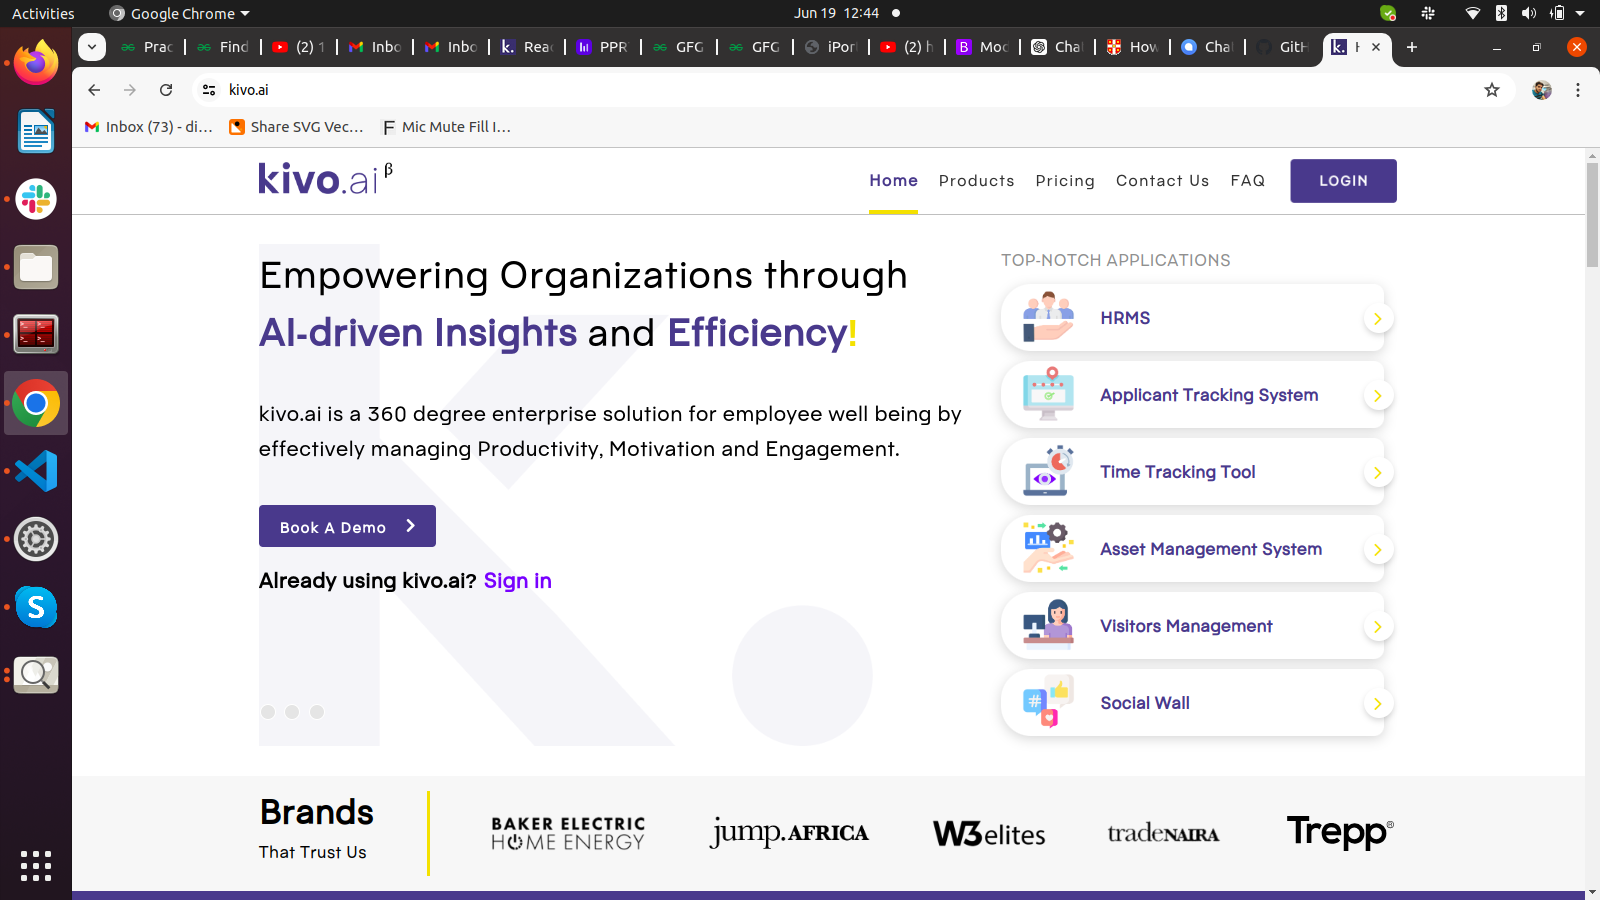 Activities
Google Chrome
Jun 19 12:44
Prac
Find
(2) 1
Inbo
Inbo
k. Reac
PPR
GFG
GFG
iPor
(2) h
B Mod
Cha
How
Cha
GitH
k.
kivo.ai
Inbox (73) - di...
Share SVG Vec...
F Mic Mute Fill I...
kivo.ai β
Home
Products
Pricing
Contact Us
FAQ
LOGIN
Empowering Organizations through
AI-driven Insights and Efficiency!
kivo.ai is a 360 degree enterprise solution for employee well being by
effectively managing Productivity, Motivation and Engagement.
Book A Demo
Already using kivo.ai? Sign in
TOP-NOTCH APPLICATIONS
HRMS
Applicant Tracking System
Time Tracking Tool
Asset Management System
Visitors Management
Social Wall
Brands
That Trust Us
BAKER ELECTRIC
HOME ENERGY
jump.AFRICA
W3elites
tradeNAIRA
Trepp®